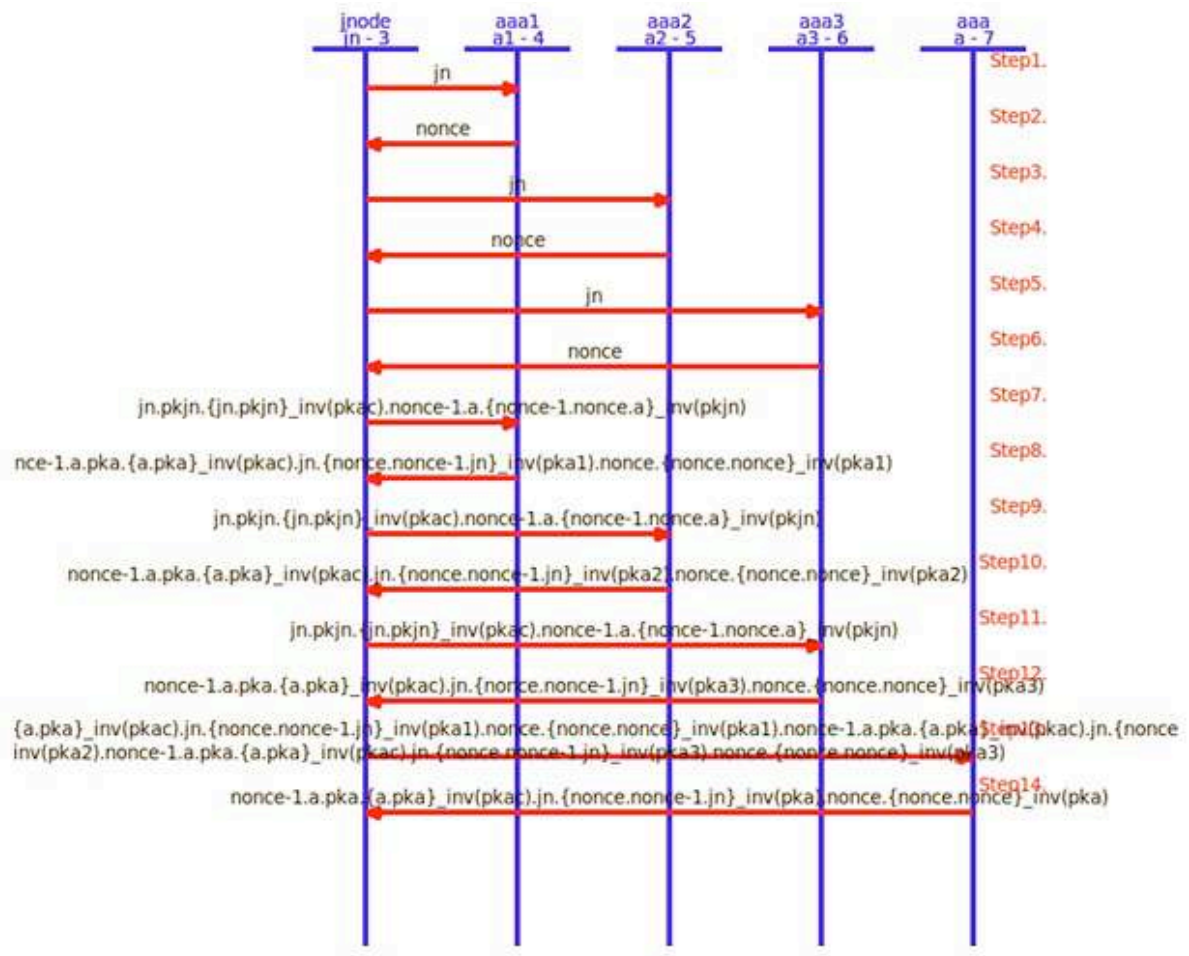 jnode aaa1 aaa2 aaa3 aaa
jn - 3 a1 - 4 a2 - 5 a3 - 6 a - 7
Step1.
jn
Step2.
nonce
Step3.
jn
Step4.
nonce
Step5.
jn
Step6.
nonce
Step7.
jn.pkjn.{jn.pkjn}_inv(pkac).nonce-1.a.{nonce-1.nonce.a}_inv(pkjn)
Step8.
nce-1.a.pka.{a.pka}_inv(pkac).jn.{nonce.nonce-1.jn}_inv(pka1).nonce.{nonce.nonce}_inv(pka1)
Step9.
jn.pkjn.{jn.pkjn}_inv(pkac).nonce-1.a.{nonce-1.nonce.a}_inv(pkjn)
Step10.
nonce-1.a.pka.{a.pka}_inv(pkac).jn.{nonce.nonce-1.jn}_inv(pka2).nonce.{nonce.nonce}_inv(pka2)
Step11.
jn.pkjn.{jn.pkjn}_inv(pkac).nonce-1.a.{nonce-1.nonce.a}_inv(pkjn)
Step12.
nonce-1.a.pka.{a.pka}_inv(pkac).jn.{nonce.nonce-1.jn}_inv(pka3).nonce.{nonce.nonce}_inv(pka3)
Step13.
{a.pka}_inv(pkac).jn.{nonce.nonce-1.jn}_inv(pka1).nonce.{nonce.nonce}_inv(pka1).nonce-1.a.pka.{a.pka}_inv(pkac).jn.{nonce
inv(pka2).nonce-1.a.pka.{a.pka}_inv(pkac).jn.{nonce.nonce-1.jn}_inv(pka3).nonce.{nonce.nonce}_inv(pka3)
Step14.
nonce-1.a.pka.{a.pka}_inv(pkac).jn.{nonce.nonce-1.jn}_inv(pka).nonce.{nonce.nonce}_inv(pka)